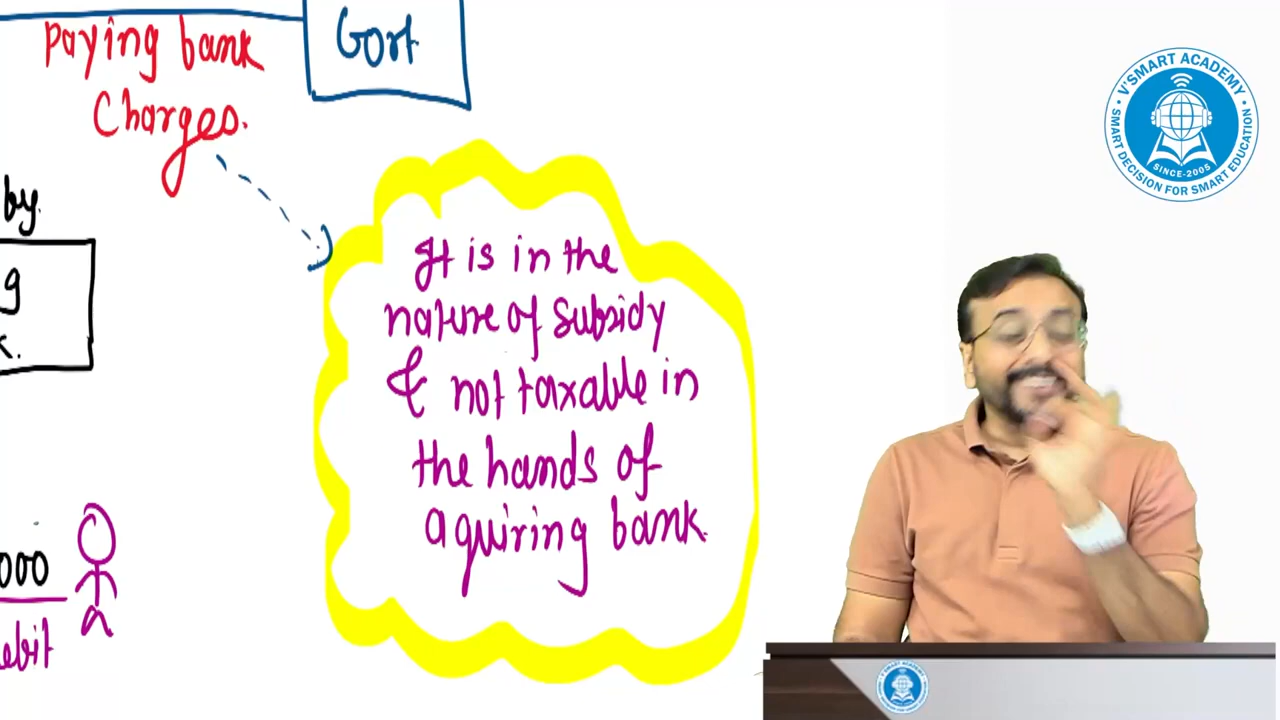 Paying bank
Charges.
Govt
by
g
k.
It is in the
nature of subsidy
& not taxable in
the hands of
aquiring bank.
000
ebit
V'SMART ACADEMY
SINCE-2005
SMART DECISION FOR SMART EDUCATION